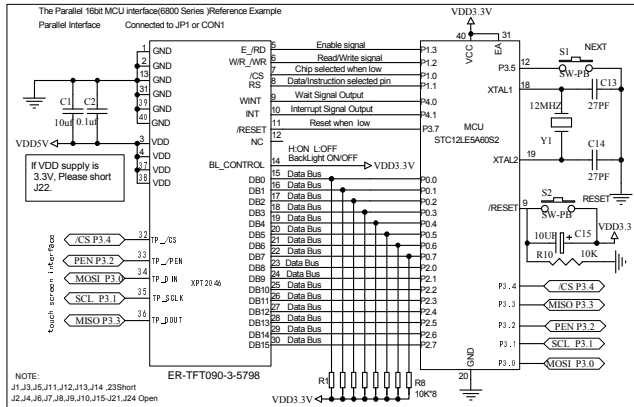 The Parallel 16bit MCU interface(6800 Series )Reference Example
Parallel Interface Connected to JP1 or CON1
VDD3.3V
1 GND
2 GND
13 GND
31 GND
39 GND
40 GND
C1 10uf
C2 0.1uf
VDD5V
3 VDD
4 VDD
37 VDD
38 VDD
If VDD supply is
3.3V, Please short
J22.
E_/RD 5 Enable signal P1.3
W/R_/WR 6 Read/Write signal P1.2
/CS 7 Chip selected when low P1.0
RS 8 Data/Instruction selected pin P1.1
WINT 9 Wait Signal Output P4.0
INT 10 Interrupt Signal Output P4.1
/RESET 11 Reset when low P3.7
NC 12
H:ON L:OFF
BL_CONTROL 14 BackLight ON/OFF VDD3.3V
DB0 15 Data Bus P0.0
DB1 16 Data Bus P0.1
DB2 17 Data Bus P0.2
DB3 18 Data Bus P0.3
DB4 19 Data Bus P0.4
DB5 20 Data Bus P0.5
DB6 21 Data Bus P0.6
DB7 22 Data Bus P0.7
DB8 23 Data Bus P2.0
DB9 24 Data Bus P2.1
DB10 25 Data Bus P2.2
DB11 26 Data Bus P2.3
DB12 27 Data Bus P2.4
DB13 28 Data Bus P2.5
DB14 29 Data Bus P2.6
DB15 30 Data Bus P2.7
touch screen interface
/CS P3.4 32 TP_/CS
PEN P3.2 33 TP_/PEN
MOSI P3.0 34 TP_DIN
SCL P3.1 35 TP_SCLK
MISO P3.3 36 TP_DOUT
XPT2046
ER-TFT090-3-5798
R1
R8
10K*8
VDD3.3V
40 VCC
31 EA
MCU
STC12LE5A60S2
P3.5 12
S1 NEXT
SW-PB
XTAL1 18
C13
27PF
12MHZ
Y1
C14
27PF
XTAL2 19
S2 RESET
SW-PB
/RESET 9
10UF + C15
VDD3.3
R10 10K
P3.4 /CS P3.4
P3.3 MISO P3.3
P3.2 PEN P3.2
P3.1 SCL P3.1
P3.0 MOSI P3.0
GND
20
NOTE:
J1,J3,J5,J11,J12,J13,J14 ,23Short
J2,J4,J6,J7,J8,J9,J10,J15-J21,J24 Open